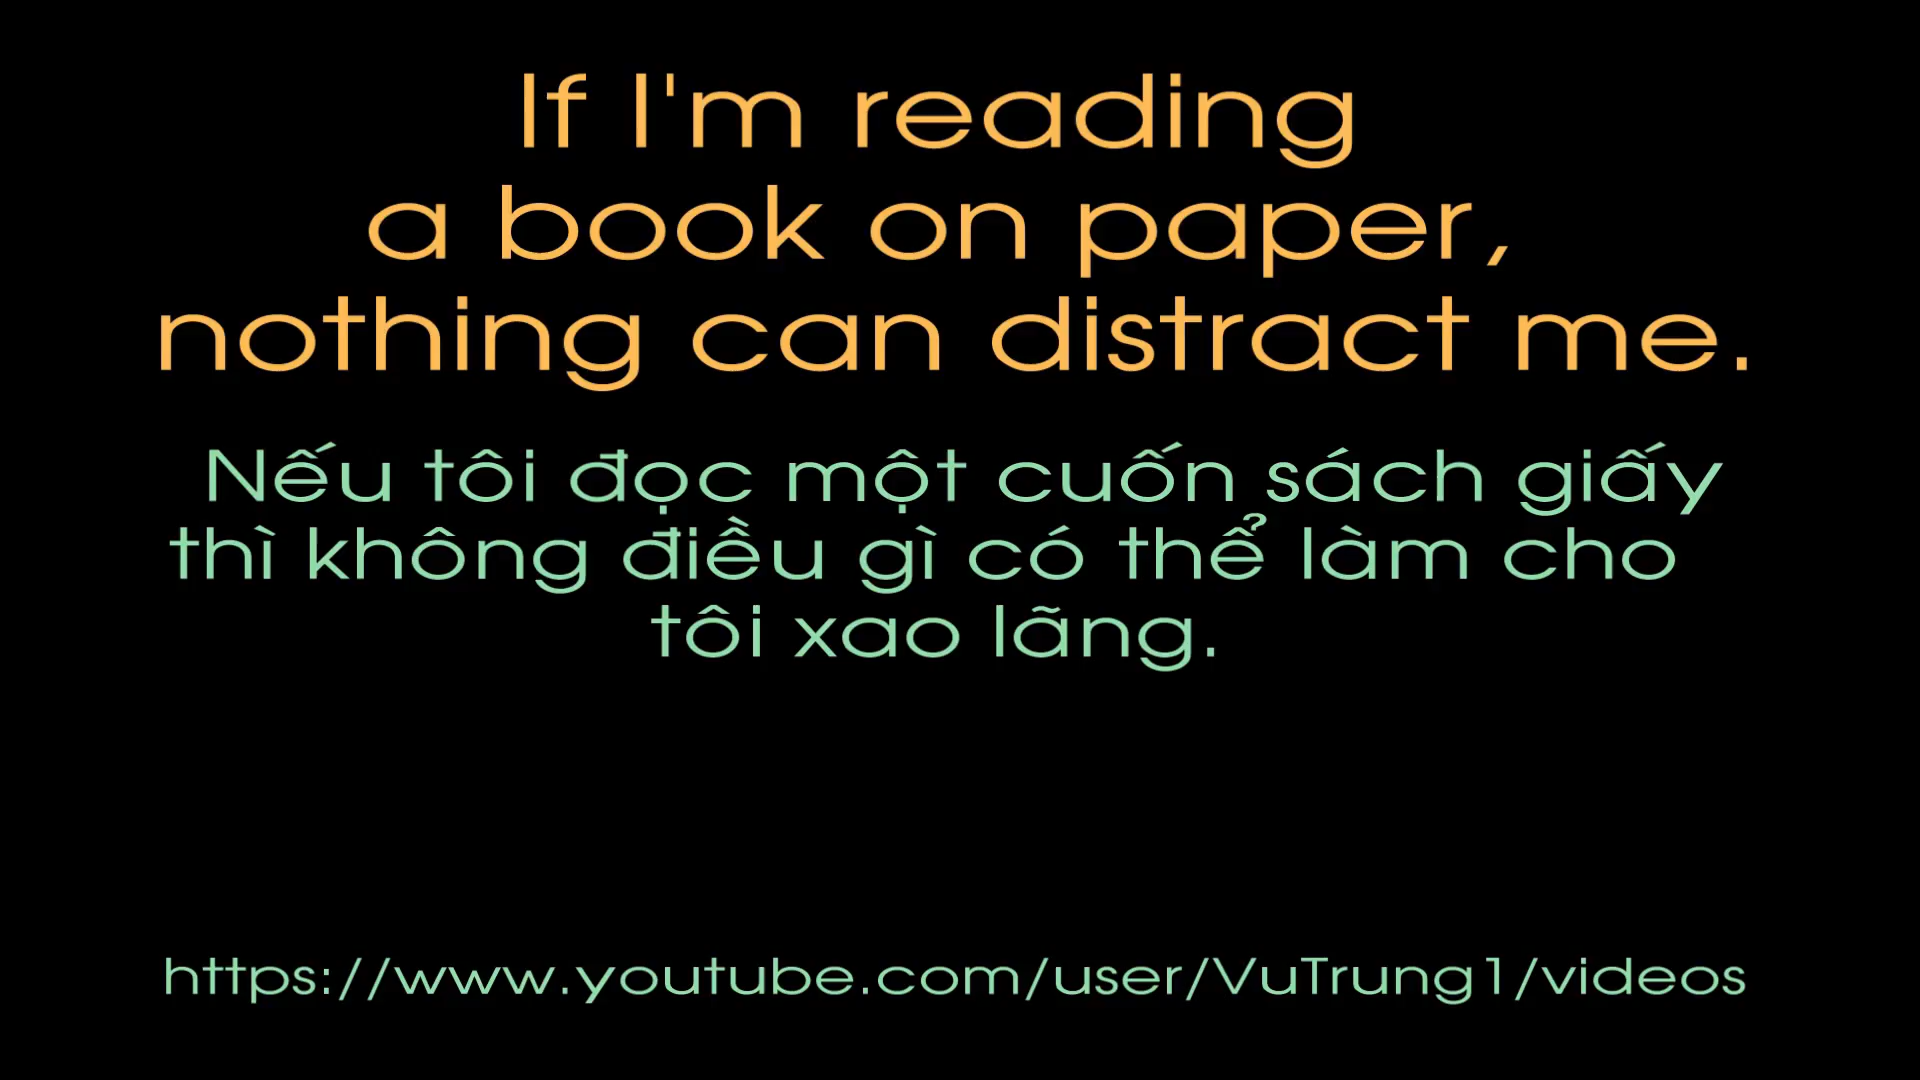 If I'm reading
a book on paper,
nothing can distract me.
Nếu tôi đọc một cuốn sách giấy
thì không điều gì có thể làm cho
tôi xao lãng.
https://www.youtube.com/user/VuTrung1/videos